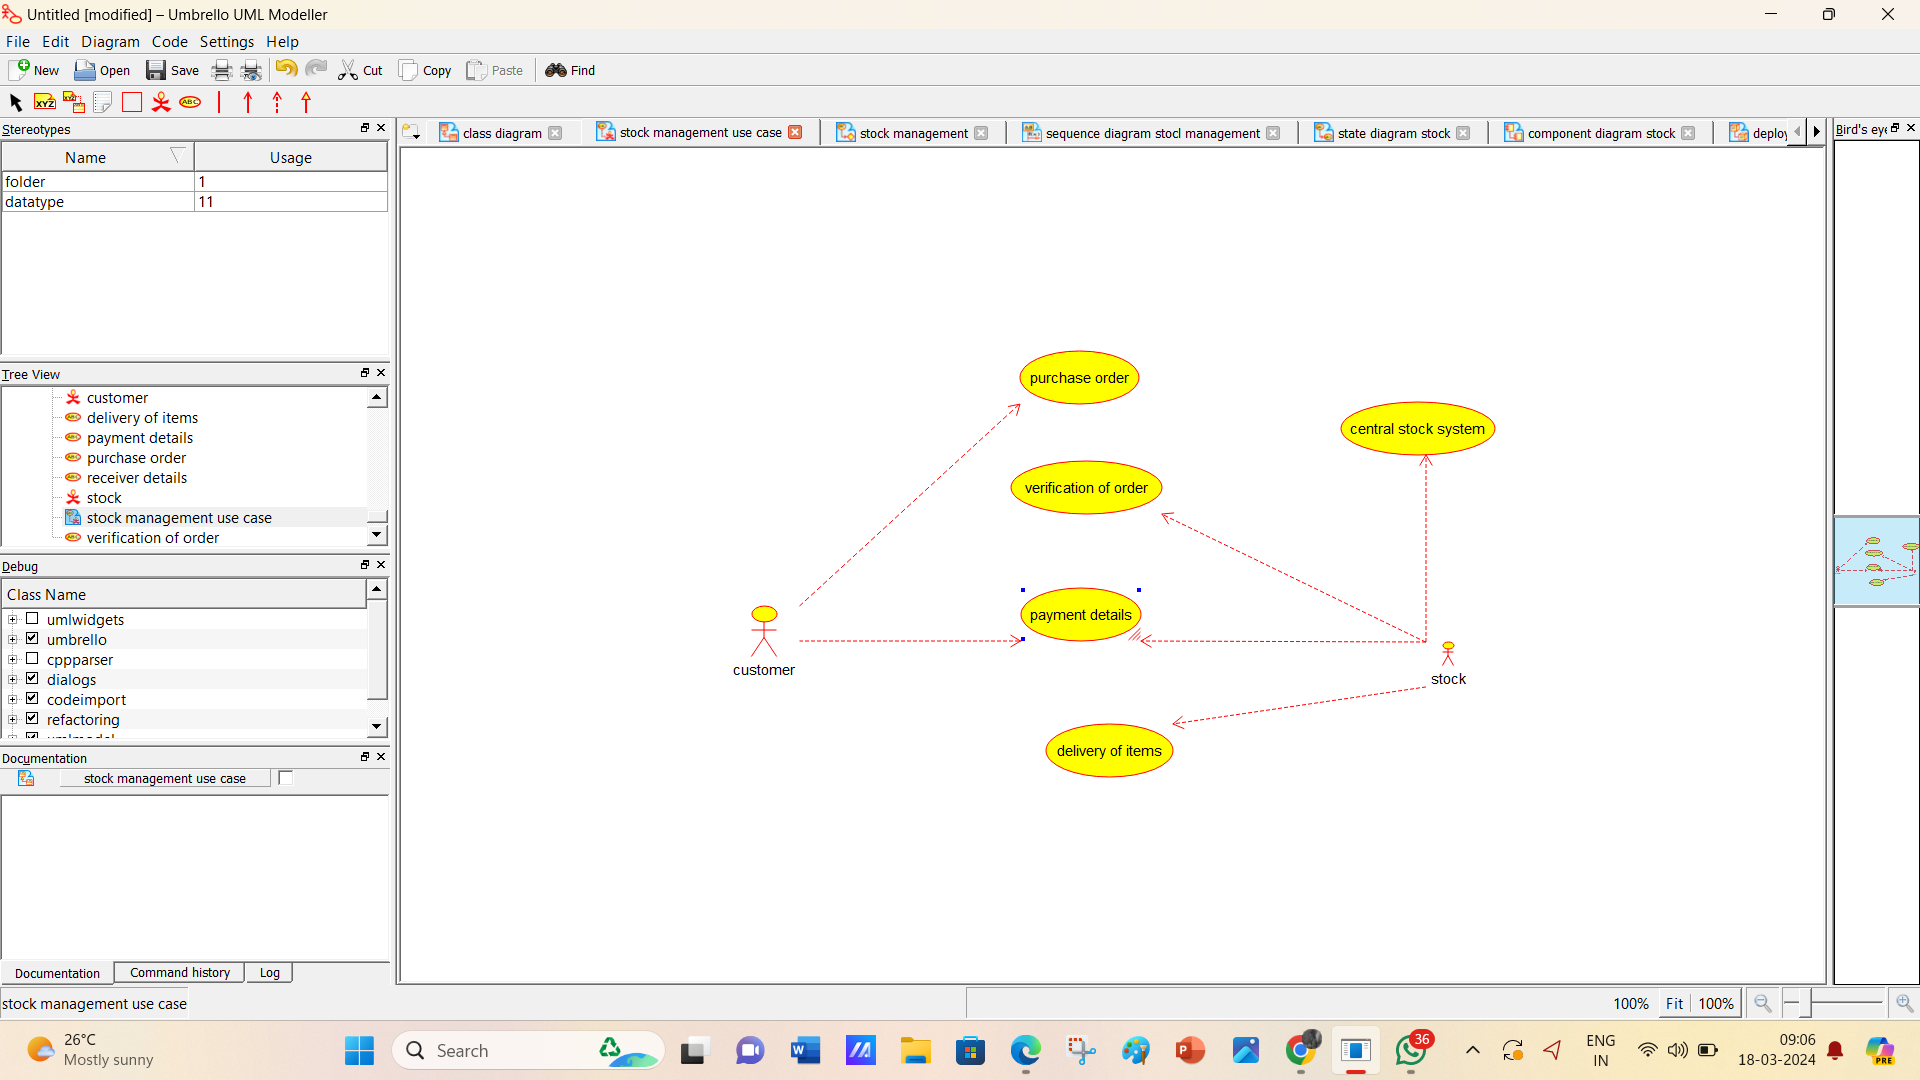 Untitled [modified] – Umbrello UML Modeller
File Edit Diagram Code Settings Help
New Open Save Cut Copy Paste Find
XYZ XYZ ABC
Stereotypes
Name Usage
folder 1
datatype 11
Tree View
customer
delivery of items
payment details
purchase order
receiver details
stock
stock management use case
verification of order
Debug
Class Name
umlwidgets
umbrello
cppparser
dialogs
codeimport
refactoring
umlmodel
Documentation
stock management use case
Documentation Command history Log
stock management use case
class diagram stock management use case stock management sequence diagram stocl management state diagram stock component diagram stock deploy
purchase order
central stock system
verification of order
payment details
customer
stock
delivery of items
Bird's eye
100% Fit 100%
26°C
Mostly sunny
Search
36
ENG
IN
09:06
18-03-2024
PRE